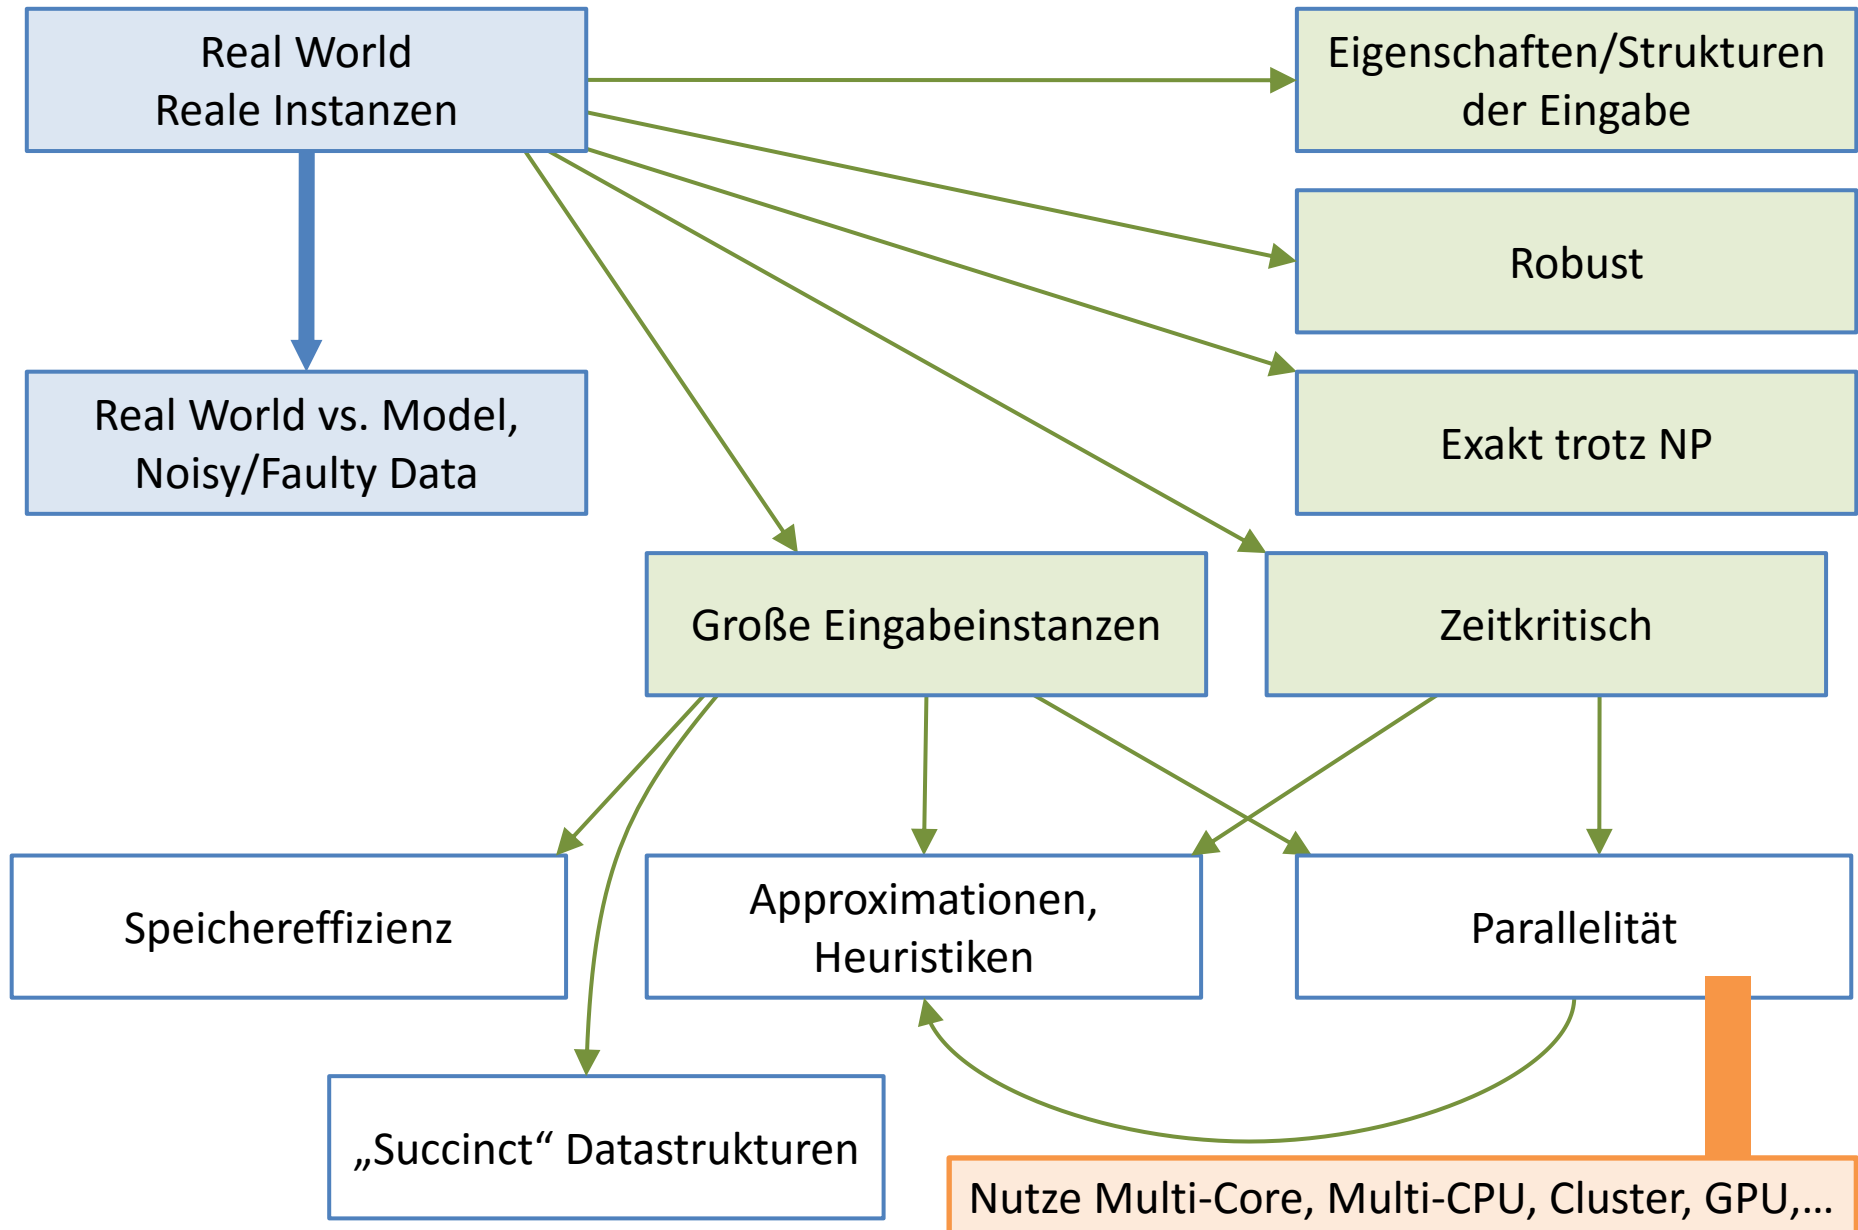 Real World
Reale Instanzen
Eigenschaften/Strukturen
der Eingabe
Robust
Real World vs. Model,
Noisy/Faulty Data
Exakt trotz NP
Große Eingabeinstanzen
Zeitkritisch
Speichereffizienz
Approximationen,
Heuristiken
Parallelität
„Succinct“ Datastrukturen
Nutze Multi-Core, Multi-CPU, Cluster, GPU,...